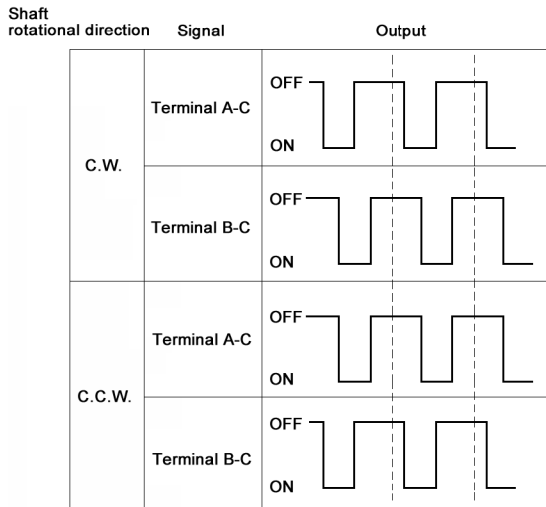 Shaft
rotational direction Signal Output
OFF
Terminal A-C
ON
C.W.
OFF
Terminal B-C
ON
OFF
Terminal A-C
ON
C.C.W.
OFF
Terminal B-C
ON